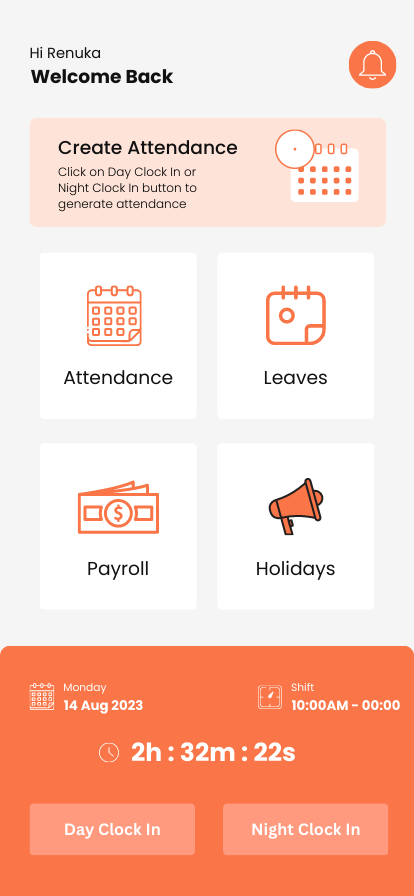 Hi Renuka
Welcome Back
Create Attendance
Click on Day Clock In or
Night Clock In button to
generate attendance
Attendance
Leaves
$
Payroll
Holidays
Monday
14 Aug 2023
Shift
10:00AM - 00:00
2h : 32m : 22s
Day Clock In
Night Clock In